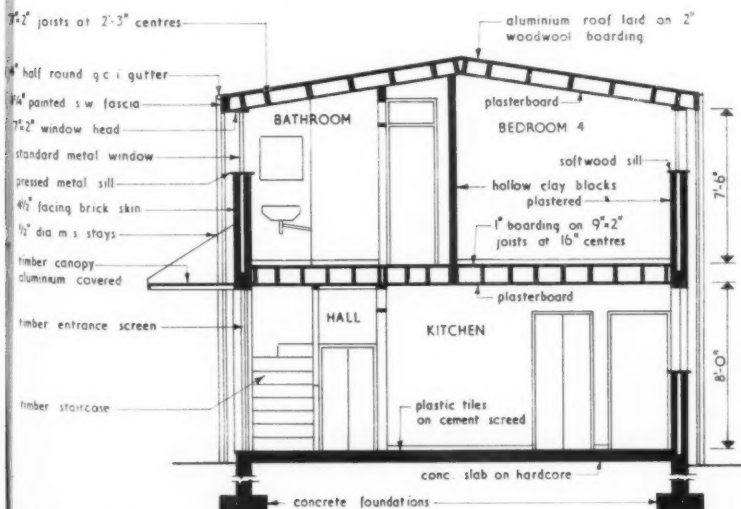 2" joists at 2'-3" centres
half round g c i gutter
painted s w fascia
7"×2" window head
standard metal window
pressed metal sill
4½" facing brick skin
½" dia m s stays
timber canopy
aluminium covered
timber entrance screen
timber staircase
aluminium roof laid on 2"
woodwool boarding
plasterboard
BATHROOM
BEDROOM 4
softwood sill
hollow clay blocks
plastered
1" boarding on 9"×2"
joists at 16" centres
7'-6"
plasterboard
HALL
KITCHEN
8'-0"
plastic tiles
on cement screed
conc. slab on hardcore
concrete foundations